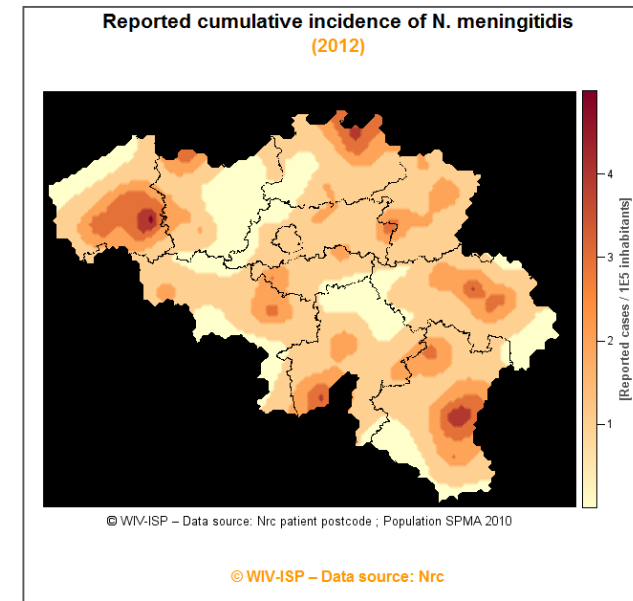 Reported cumulative incidence of N. meningitidis
(2012)
4
3
2
1
[Reported cases / 1E5 inhabitants]
© WIV-ISP – Data source: Nrc patient postcode ; Population SPMA 2010
© WIV-ISP – Data source: Nrc